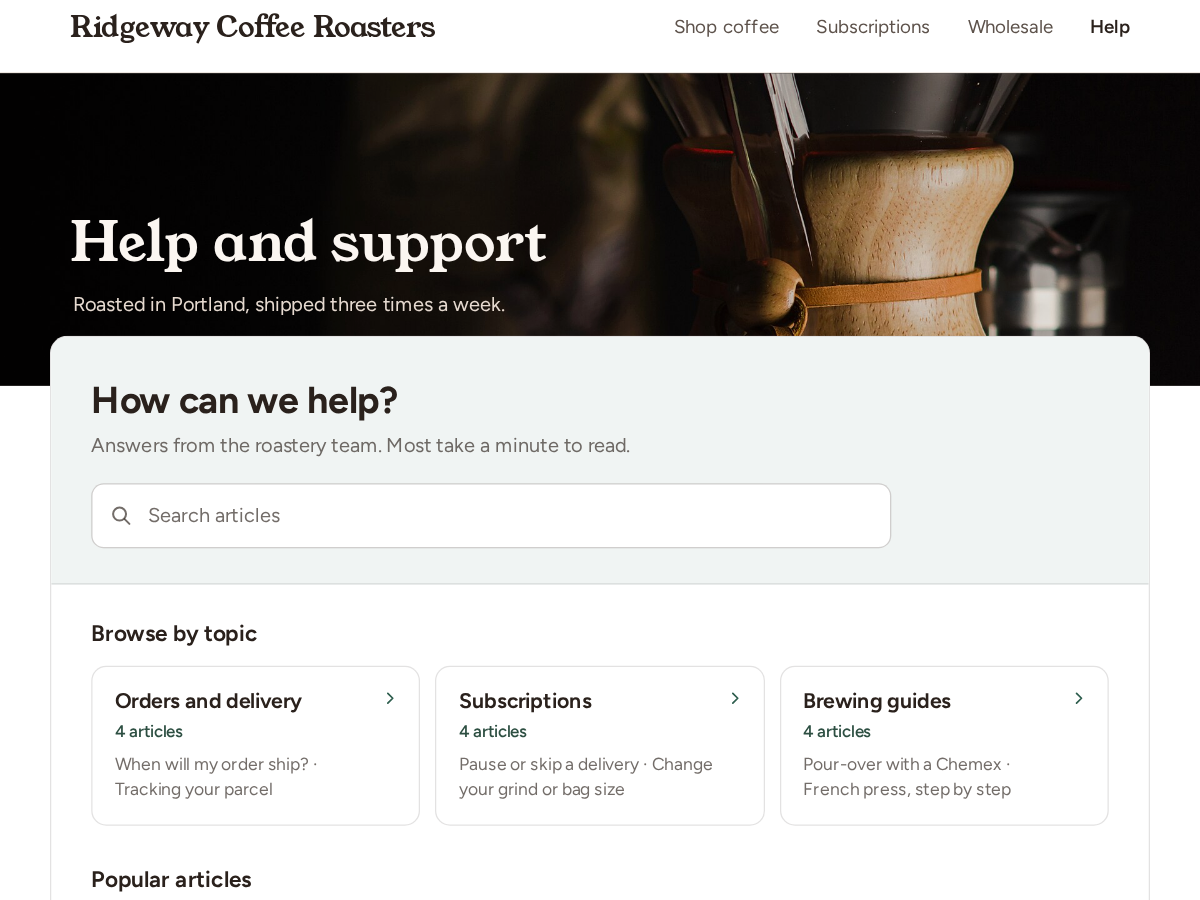 Ridgeway Coffee Roasters
Shop coffee
Subscriptions
Wholesale
Help
Help and support
Roasted in Portland, shipped three times a week.
How can we help?
Answers from the roastery team. Most take a minute to read.
Search articles
Browse by topic
Orders and delivery
4 articles
When will my order ship? ·
Tracking your parcel
Subscriptions
4 articles
Pause or skip a delivery · Change
your grind or bag size
Brewing guides
4 articles
Pour-over with a Chemex ·
French press, step by step
Popular articles